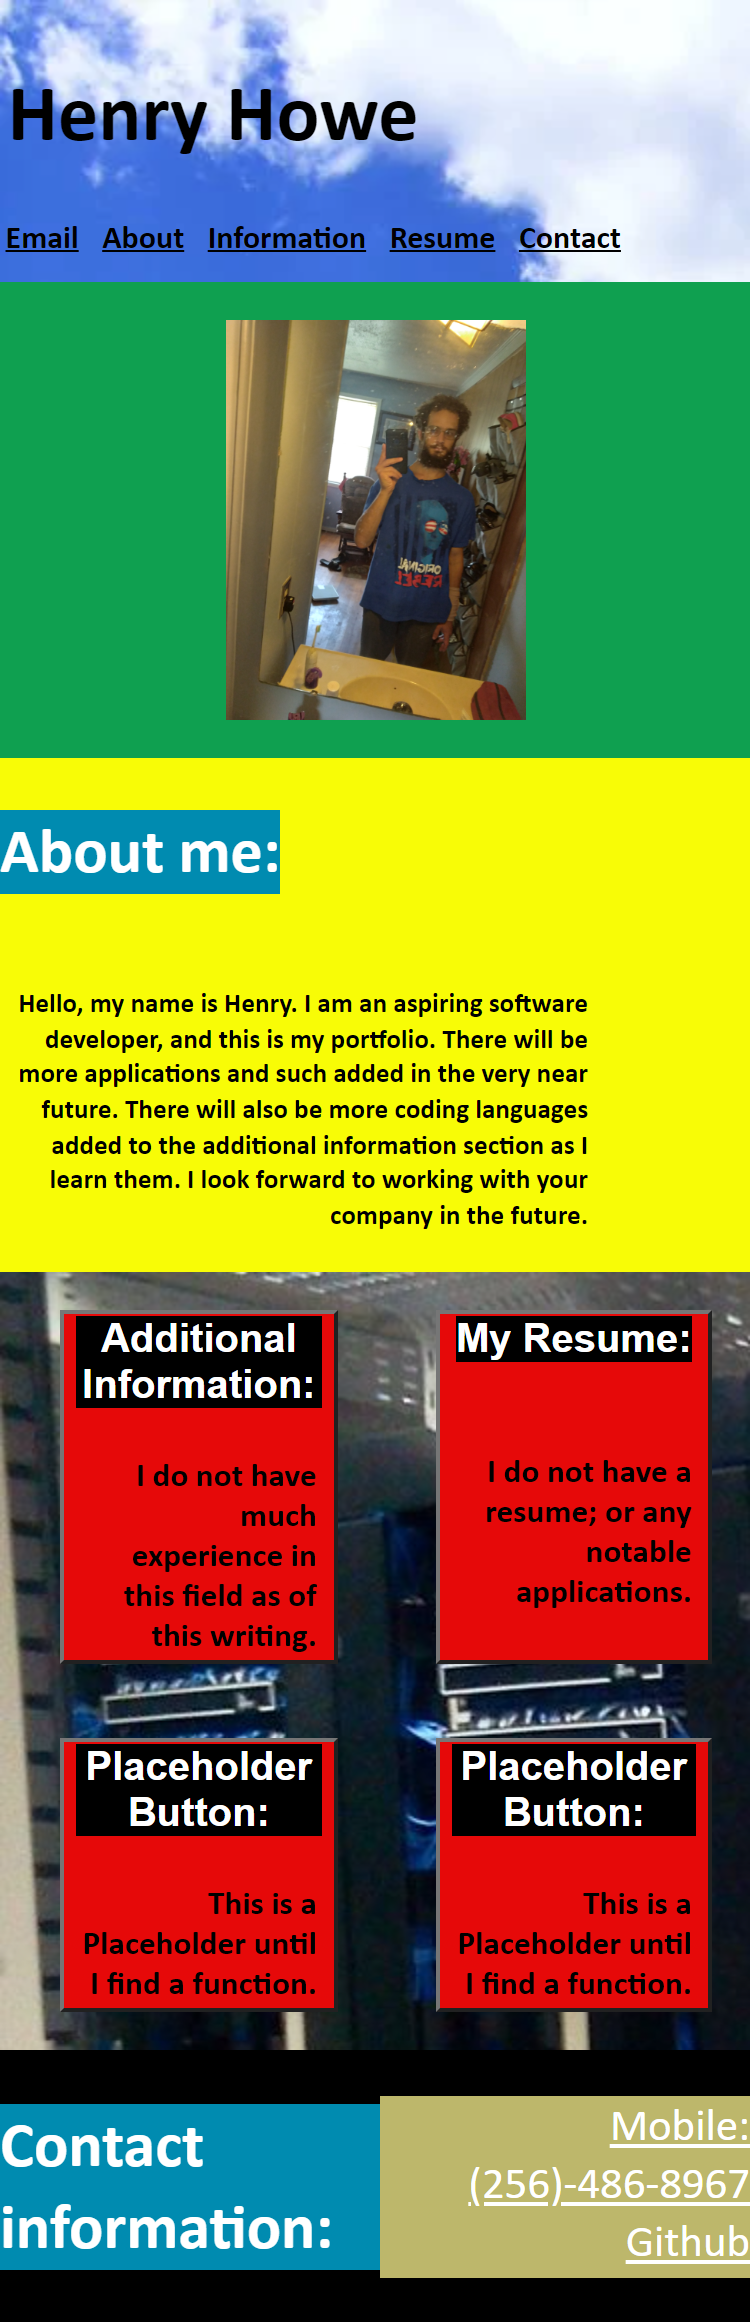 Henry Howe
Email About Information Resume Contact
ORIGINAL
REBEL
About me:
Hello, my name is Henry. I am an aspiring software
developer, and this is my portfolio. There will be
more applications and such added in the very near
future. There will also be more coding languages
added to the additional information section as I
learn them. I look forward to working with your
company in the future.
Additional
Information:
I do not have
much
experience in
this field as of
this writing.
My Resume:
I do not have a
resume; or any
notable
applications.
Placeholder
Button:
This is a
Placeholder until
I find a function.
Placeholder
Button:
This is a
Placeholder until
I find a function.
Contact
information:
Mobile:
(256)-486-8967
Github